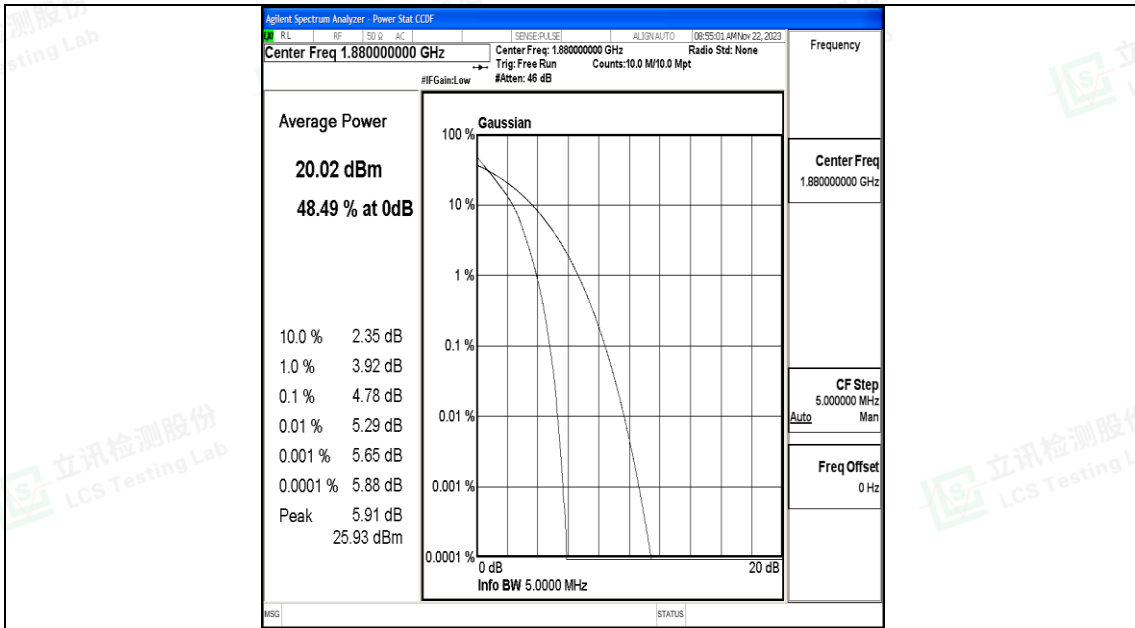 Agilent Spectrum Analyzer - Power Stat CCDF
RL RF 50 Ω AC SENSE:PULSE ALIGN AUTO 08:55:01 AM Nov 22, 2023
Center Freq 1.880000000 GHz
Center Freq: 1.880000000 GHz Radio Std: None
Trig: Free Run Counts:10.0 M/10.0 Mpt
#IFGain:Low #Atten: 46 dB
Frequency
Average Power
20.02 dBm
48.49 % at 0dB
10.0 % 2.35 dB
1.0 % 3.92 dB
0.1 % 4.78 dB
0.01 % 5.29 dB
0.001 % 5.65 dB
0.0001 % 5.88 dB
Peak 5.91 dB
25.93 dBm
Gaussian
100 %
10 %
1 %
0.1 %
0.01 %
0.001 %
0.0001 %
0 dB 20 dB
Info BW 5.0000 MHz
Center Freq
1.880000000 GHz
CF Step
5.000000 MHz
Auto Man
Freq Offset
0 Hz
MSG STATUS
立讯检测股份
LCS Testing Lab
立讯检测股份
LCS Testing L